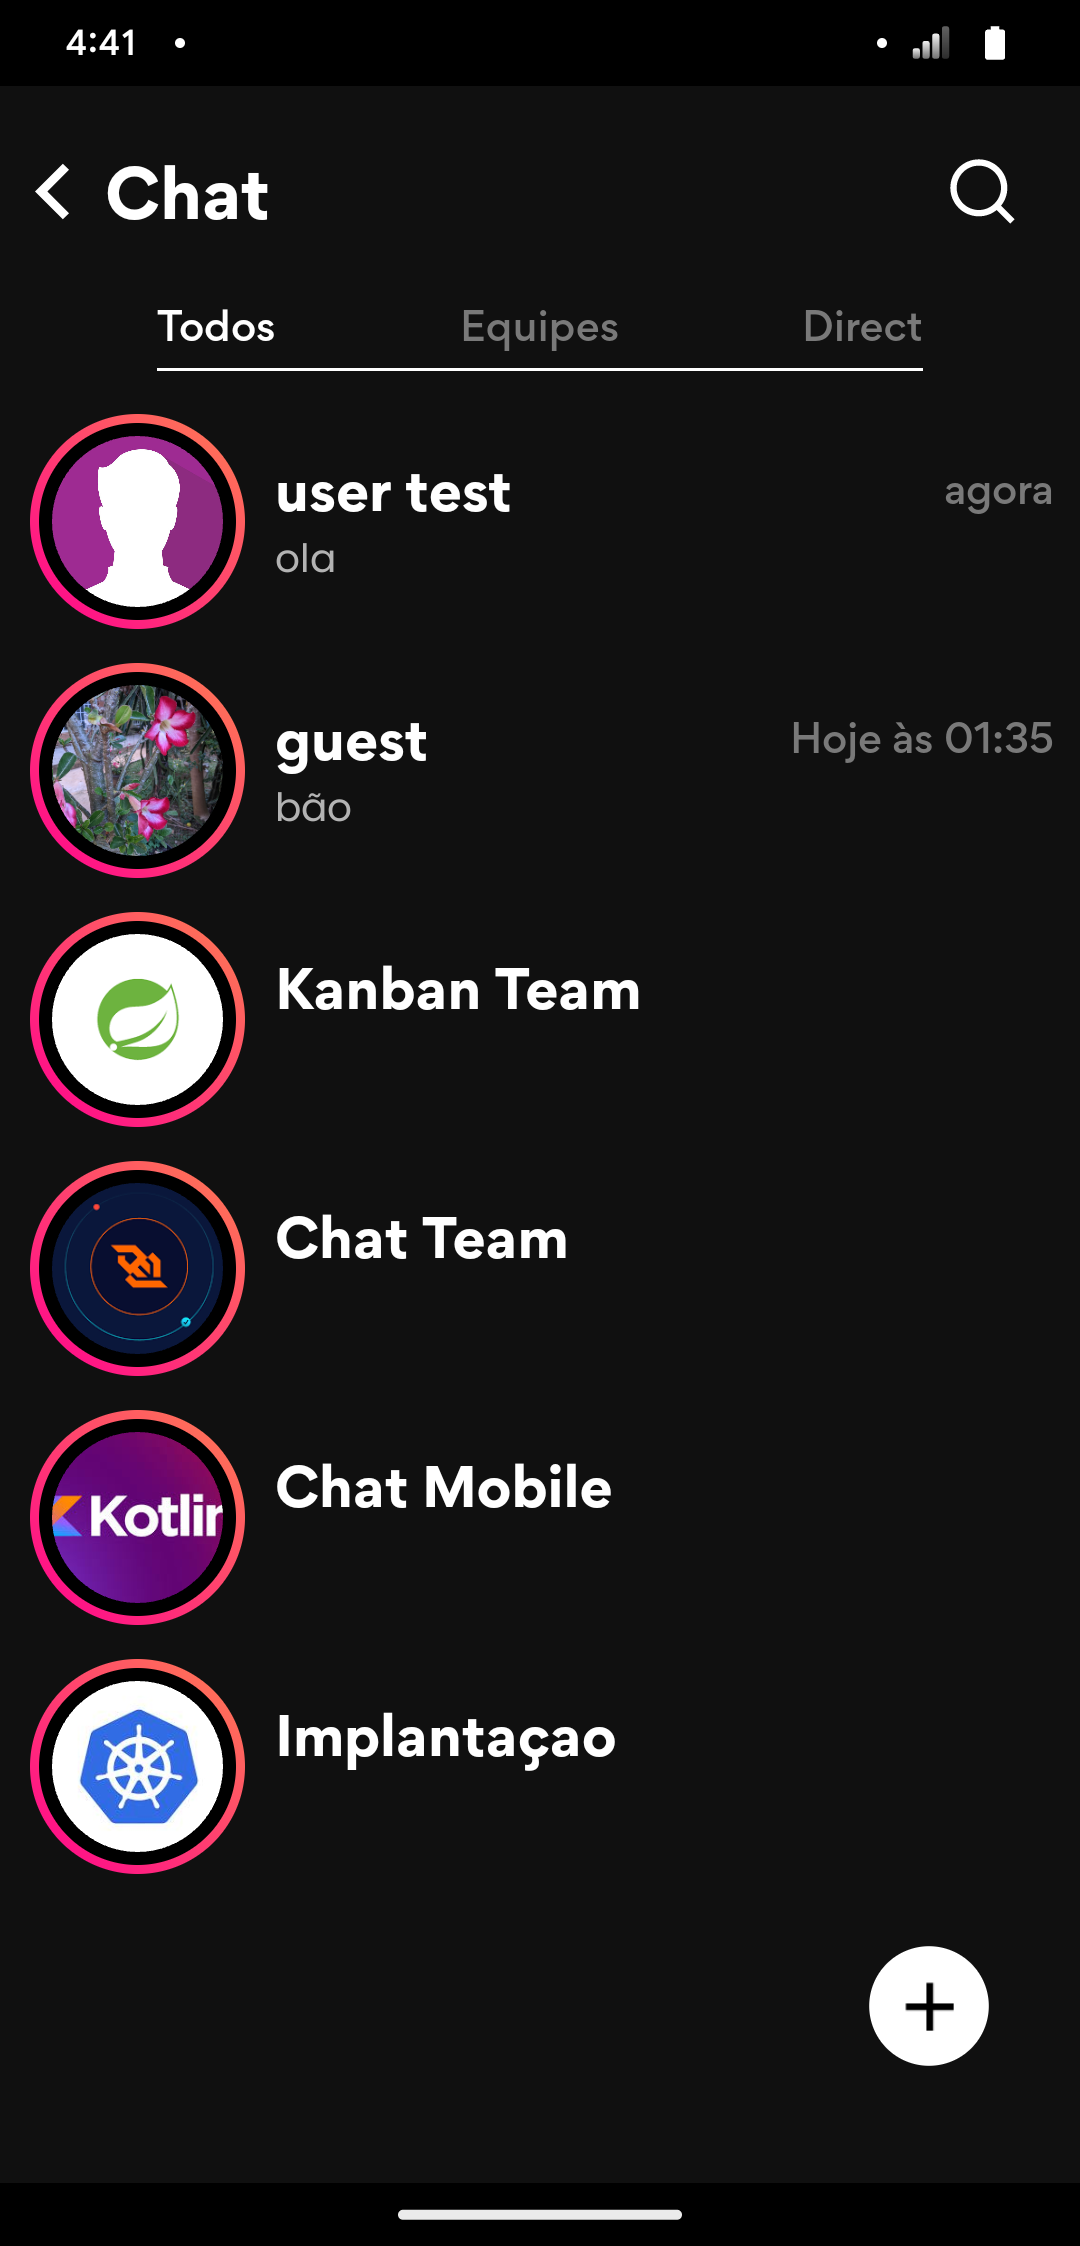 4:41
Chat
Todos Equipes Direct
user test agora
ola
guest Hoje às 01:35
bão
Kanban Team
Chat Team
Kotlin
Chat Mobile
Implantaçao